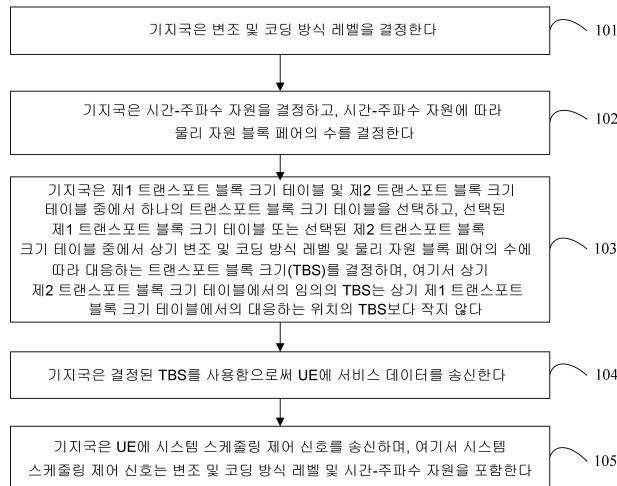 기지국은 변조 및 코딩 방식 레벨을 결정한다
101
기지국은 시간-주파수 자원을 결정하고, 시간-주파수 자원에 따라
물리 자원 블록 페어의 수를 결정한다
102
기지국은 제1 트랜스포트 블록 크기 테이블 및 제2 트랜스포트 블록 크기
테이블 중에서 하나의 트랜스포트 블록 크기 테이블을 선택하고, 선택된
제1 트랜스포트 블록 크기 테이블 또는 선택된 제2 트랜스포트 블록
크기 테이블 중에서 상기 변조 및 코딩 방식 레벨 및 물리 자원 블록 페어의 수에
따라 대응하는 트랜스포트 블록 크기(TBS)를 결정하며, 여기서 상기
제2 트랜스포트 블록 크기 테이블에서의 임의의 TBS는 상기 제1 트랜스포트
블록 크기 테이블에서의 대응하는 위치의 TBS보다 작지 않다
103
기지국은 결정된 TBS를 사용함으로써 UE에 서비스 데이터를 송신한다
104
기지국은 UE에 시스템 스케줄링 제어 신호를 송신하며, 여기서 시스템
스케줄링 제어 신호는 변조 및 코딩 방식 레벨 및 시간-주파수 자원을 포함한다
105